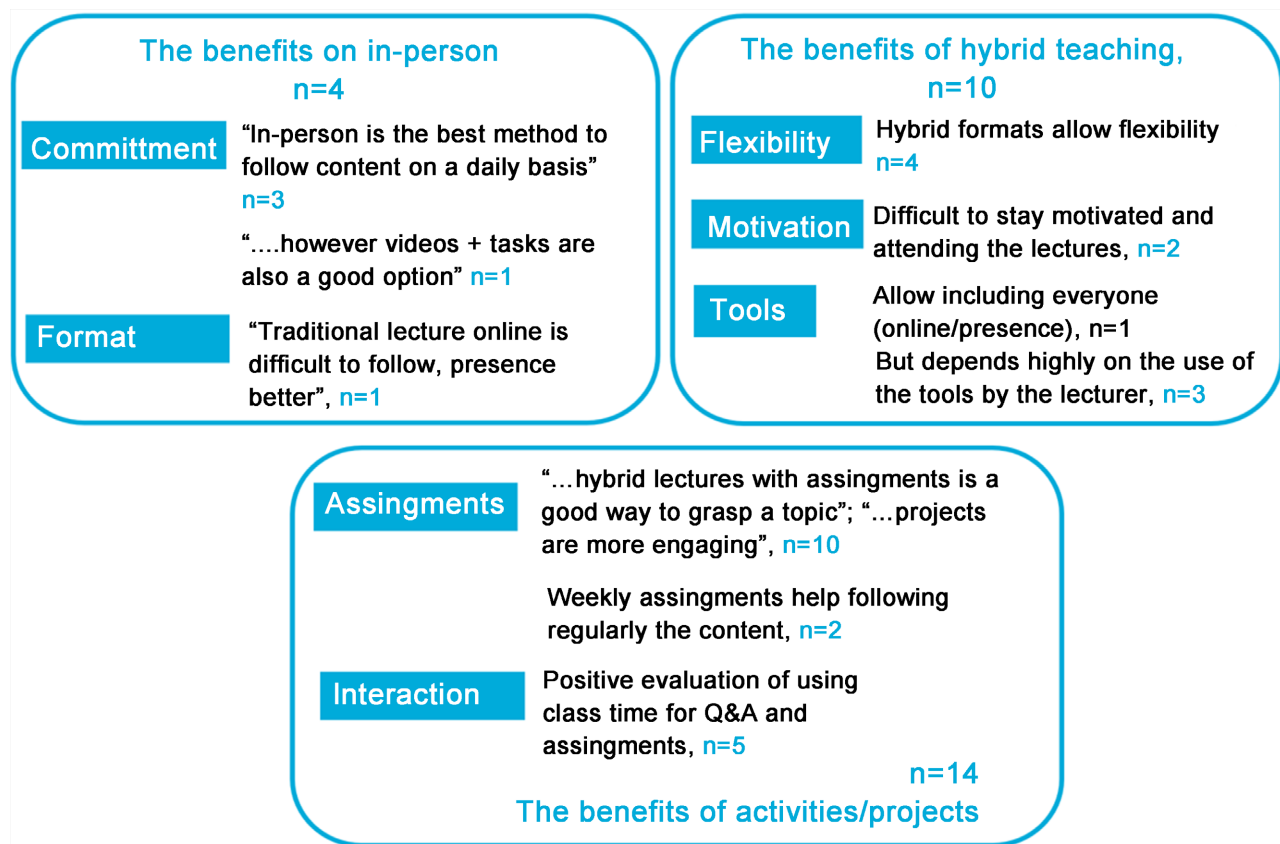 The benefits on in-person
n=4
Committment
“In-person is the best method to
follow content on a daily basis”
n=3
“....however videos + tasks are
also a good option” n=1
Format
“Traditional lecture online is
difficult to follow, presence
better”, n=1
The benefits of hybrid teaching,
n=10
Flexibility
Hybrid formats allow flexibility
n=4
Motivation
Difficult to stay motivated and
attending the lectures, n=2
Tools
Allow including everyone
(online/presence), n=1
But depends highly on the use of
the tools by the lecturer, n=3
Assingments
“...hybrid lectures with assingments is a
good way to grasp a topic”; “...projects
are more engaging”, n=10
Weekly assingments help following
regularly the content, n=2
Interaction
Positive evaluation of using
class time for Q&A and
assingments, n=5
n=14
The benefits of activities/projects